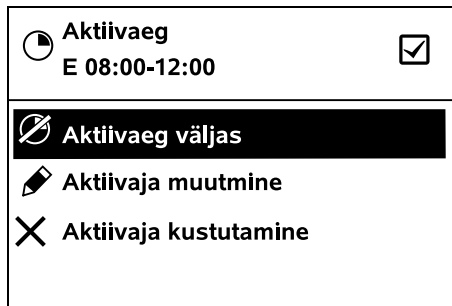 Aktiivaeg
E 08:00-12:00
Aktiivaeg väljas
Aktiivaja muutmine
Aktiivaja kustutamine